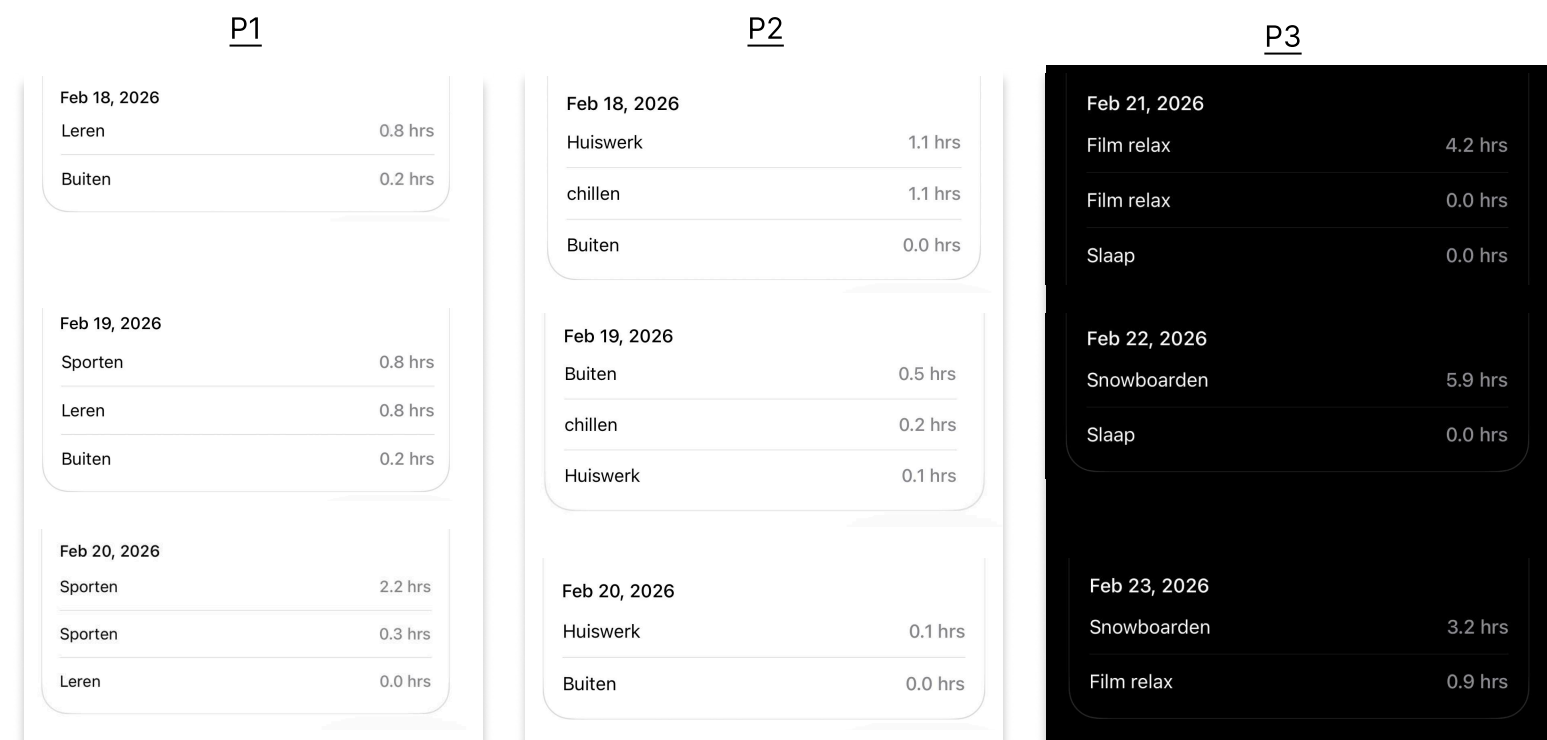 P1
Feb 18, 2026
Leren 0.8 hrs
Buiten 0.2 hrs
Feb 19, 2026
Sporten 0.8 hrs
Leren 0.8 hrs
Buiten 0.2 hrs
Feb 20, 2026
Sporten 2.2 hrs
Sporten 0.3 hrs
Leren 0.0 hrs
P2
Feb 18, 2026
Huiswerk 1.1 hrs
chillen 1.1 hrs
Buiten 0.0 hrs
Feb 19, 2026
Buiten 0.5 hrs
chillen 0.2 hrs
Huiswerk 0.1 hrs
Feb 20, 2026
Huiswerk 0.1 hrs
Buiten 0.0 hrs
P3
Feb 21, 2026
Film relax 4.2 hrs
Film relax 0.0 hrs
Slaap 0.0 hrs
Feb 22, 2026
Snowboarden 5.9 hrs
Slaap 0.0 hrs
Feb 23, 2026
Snowboarden 3.2 hrs
Film relax 0.9 hrs